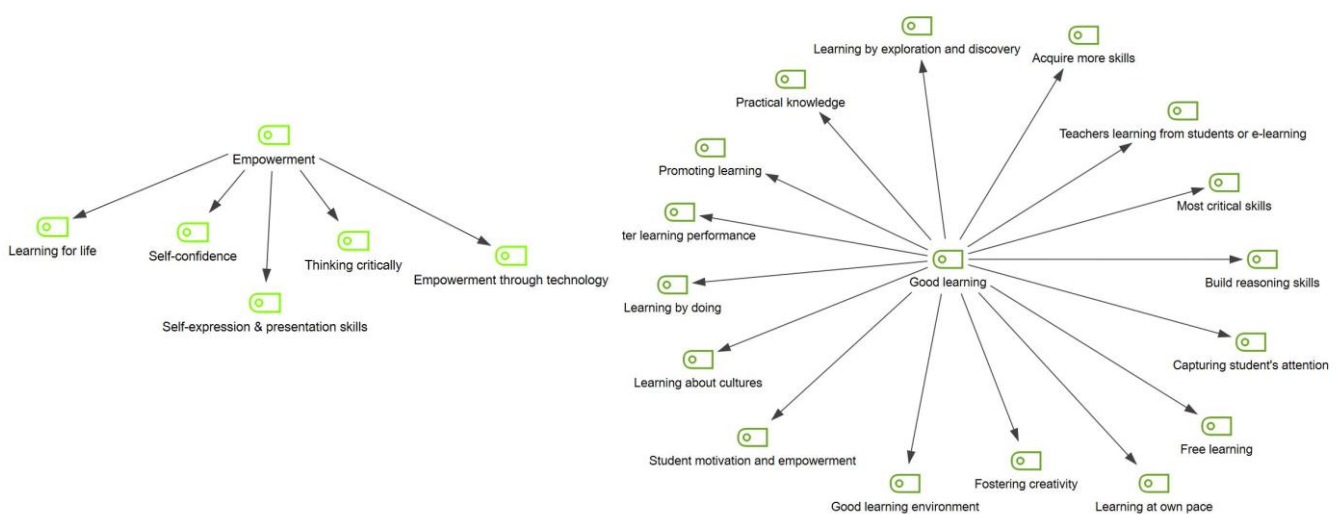 Empowerment
Learning for life
Self-confidence
Thinking critically
Empowerment through technology
Self-expression & presentation skills
Learning by exploration and discovery
Acquire more skills
Practical knowledge
Teachers learning from students or e-learning
Promoting learning
Most critical skills
ter learning performance
Good learning
Build reasoning skills
Learning by doing
Capturing student's attention
Learning about cultures
Free learning
Student motivation and empowerment
Fostering creativity
Good learning environment
Learning at own pace